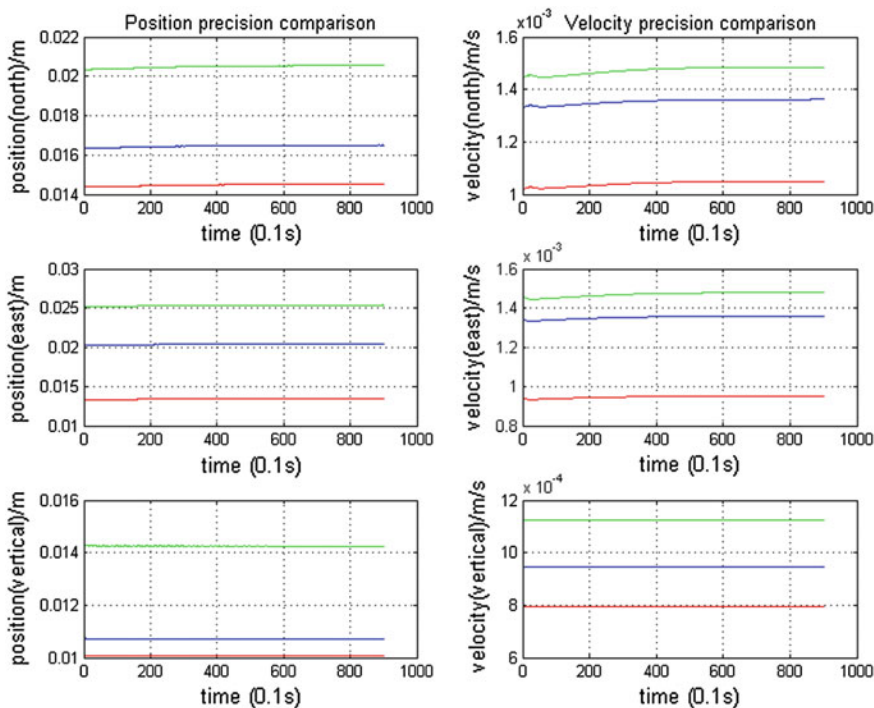 Position precision comparison
0.022
0.02
0.018
0.016
0.014
position(north)/m
0 200 400 600 800 1000
time (0.1s)
Velocity precision comparison
x 10⁻³
1.6
1.4
1.2
1
velocity(north)/m/s
0 200 400 600 800 1000
time (0.1s)
0.03
0.025
0.02
0.013
0.01
position(east)/m
0 200 400 600 800 1000
time (0.1s)
x 10⁻³
1.6
1.4
1.2
1
0.8
velocity(east)/m/s
0 200 400 600 800 1000
time (0.1s)
0.016
0.014
0.01
position(vertical)/m
0 200 400 600 800 1000
time (0.1s)
x 10⁻⁴
12
10
8
6
velocity(vertical)/m/s
0 200 400 600 800 1000
time (0.1s)